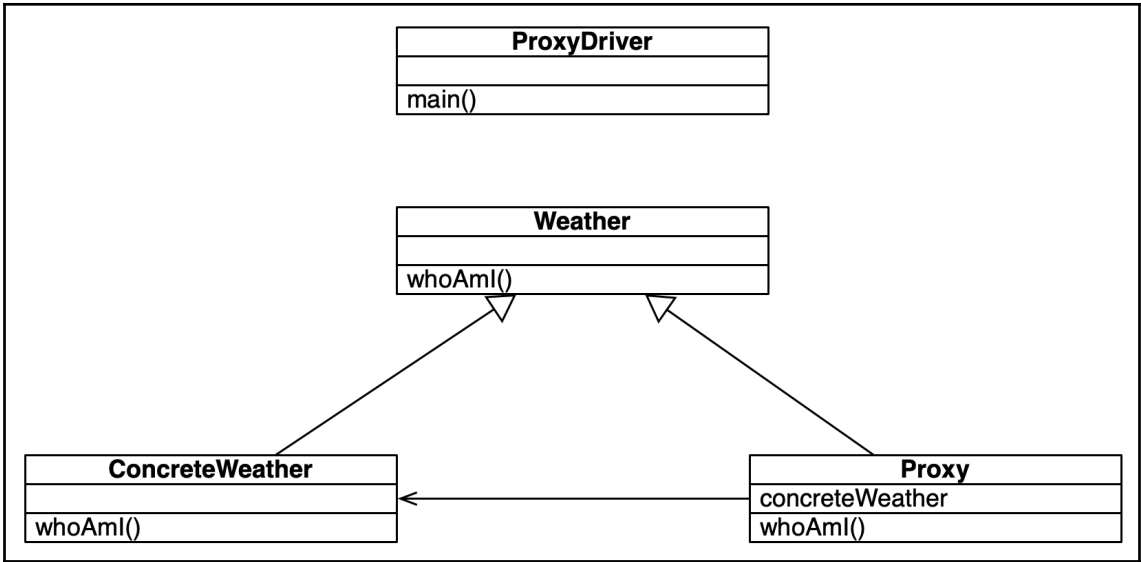 ProxyDriver
main()
Weather
whoAmI()
ConcreteWeather
whoAmI()
Proxy
concreteWeather
whoAmI()